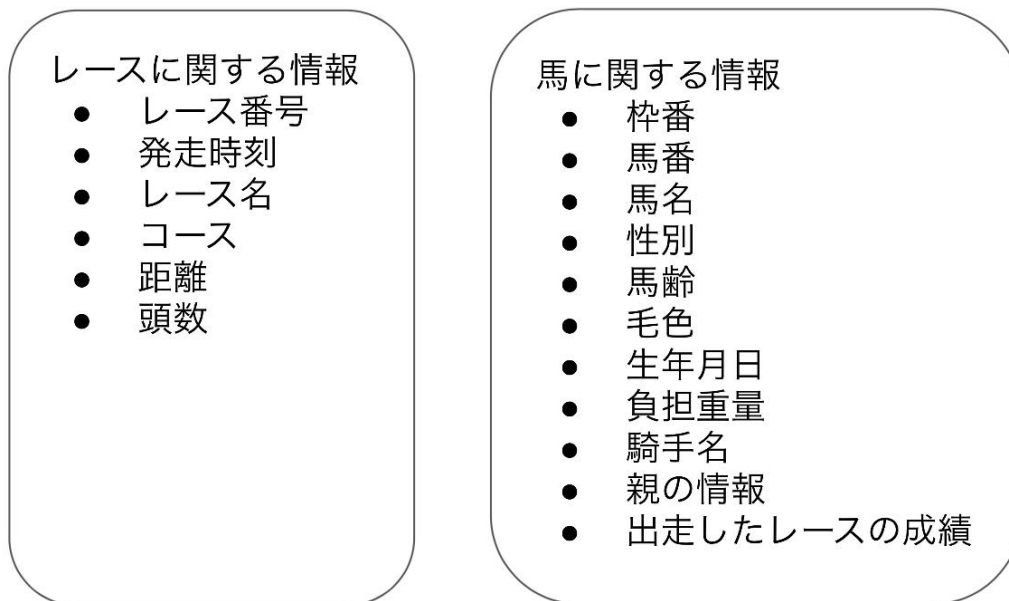 レースに関する情報
● レース番号
● 発走時刻
● レース名
● コース
● 距離
● 頭数
馬に関する情報
● 枠番
● 馬番
● 馬名
● 性別
● 馬齢
● 毛色
● 生年月日
● 負担重量
● 騎手名
● 親の情報
● 出走したレースの成績